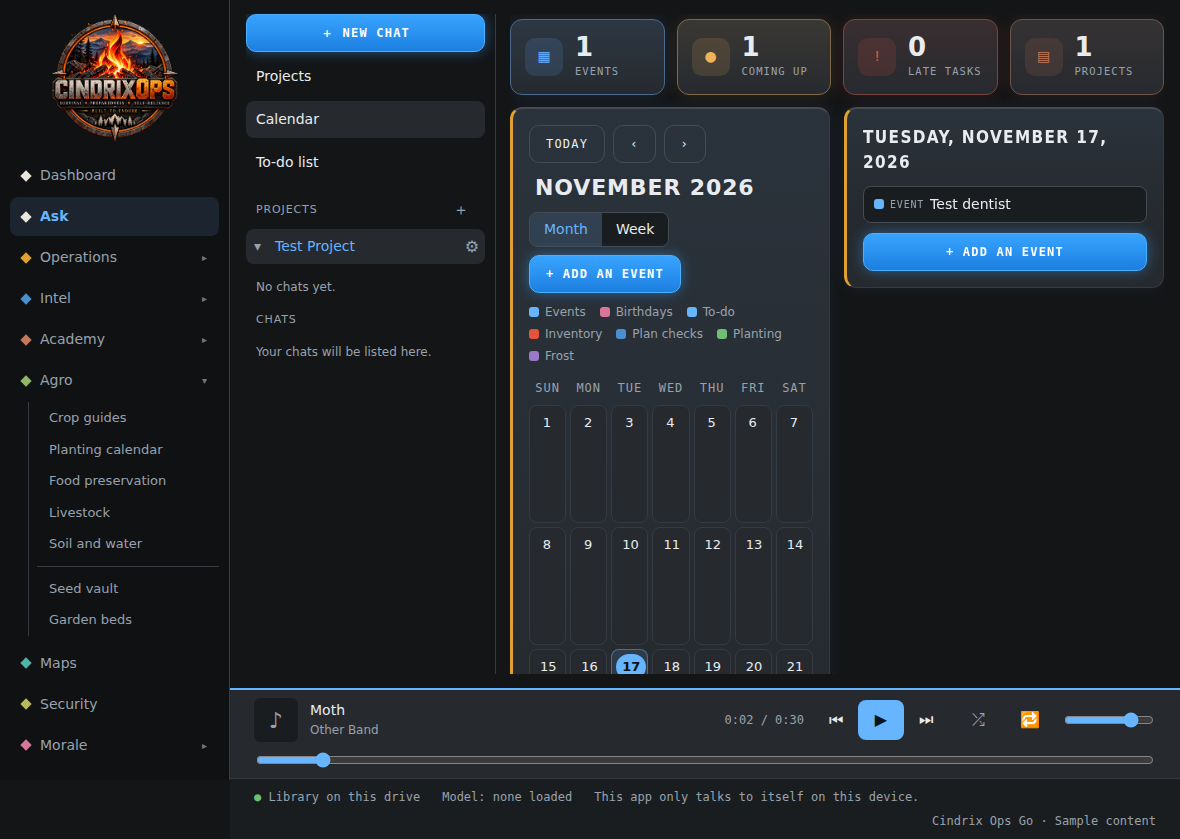 CINDRIXOPS
SURVIVAL • PREPAREDNESS • SELF-RELIANCE
BUILT TO ENDURE
Dashboard
Ask
Operations
Intel
Academy
Agro
Crop guides
Planting calendar
Food preservation
Livestock
Soil and water
Seed vault
Garden beds
Maps
Security
Morale
+ NEW CHAT
Projects
Calendar
To-do list
PROJECTS +
Test Project
No chats yet.
CHATS
Your chats will be listed here.
1
EVENTS
1
COMING UP
! 0
LATE TASKS
1
PROJECTS
TODAY ‹ ›
NOVEMBER 2026
Month Week
+ ADD AN EVENT
Events Birthdays To-do
Inventory Plan checks Planting
Frost
SUN MON TUE WED THU FRI SAT
1 2 3 4 5 6 7
8 9 10 11 12 13 14
15 16 17 18 19 20 21
TUESDAY, NOVEMBER 17,
2026
EVENT Test dentist
+ ADD AN EVENT
Moth
Other Band
0:02 / 0:30
Library on this drive Model: none loaded This app only talks to itself on this device.
Cindrix Ops Go · Sample content